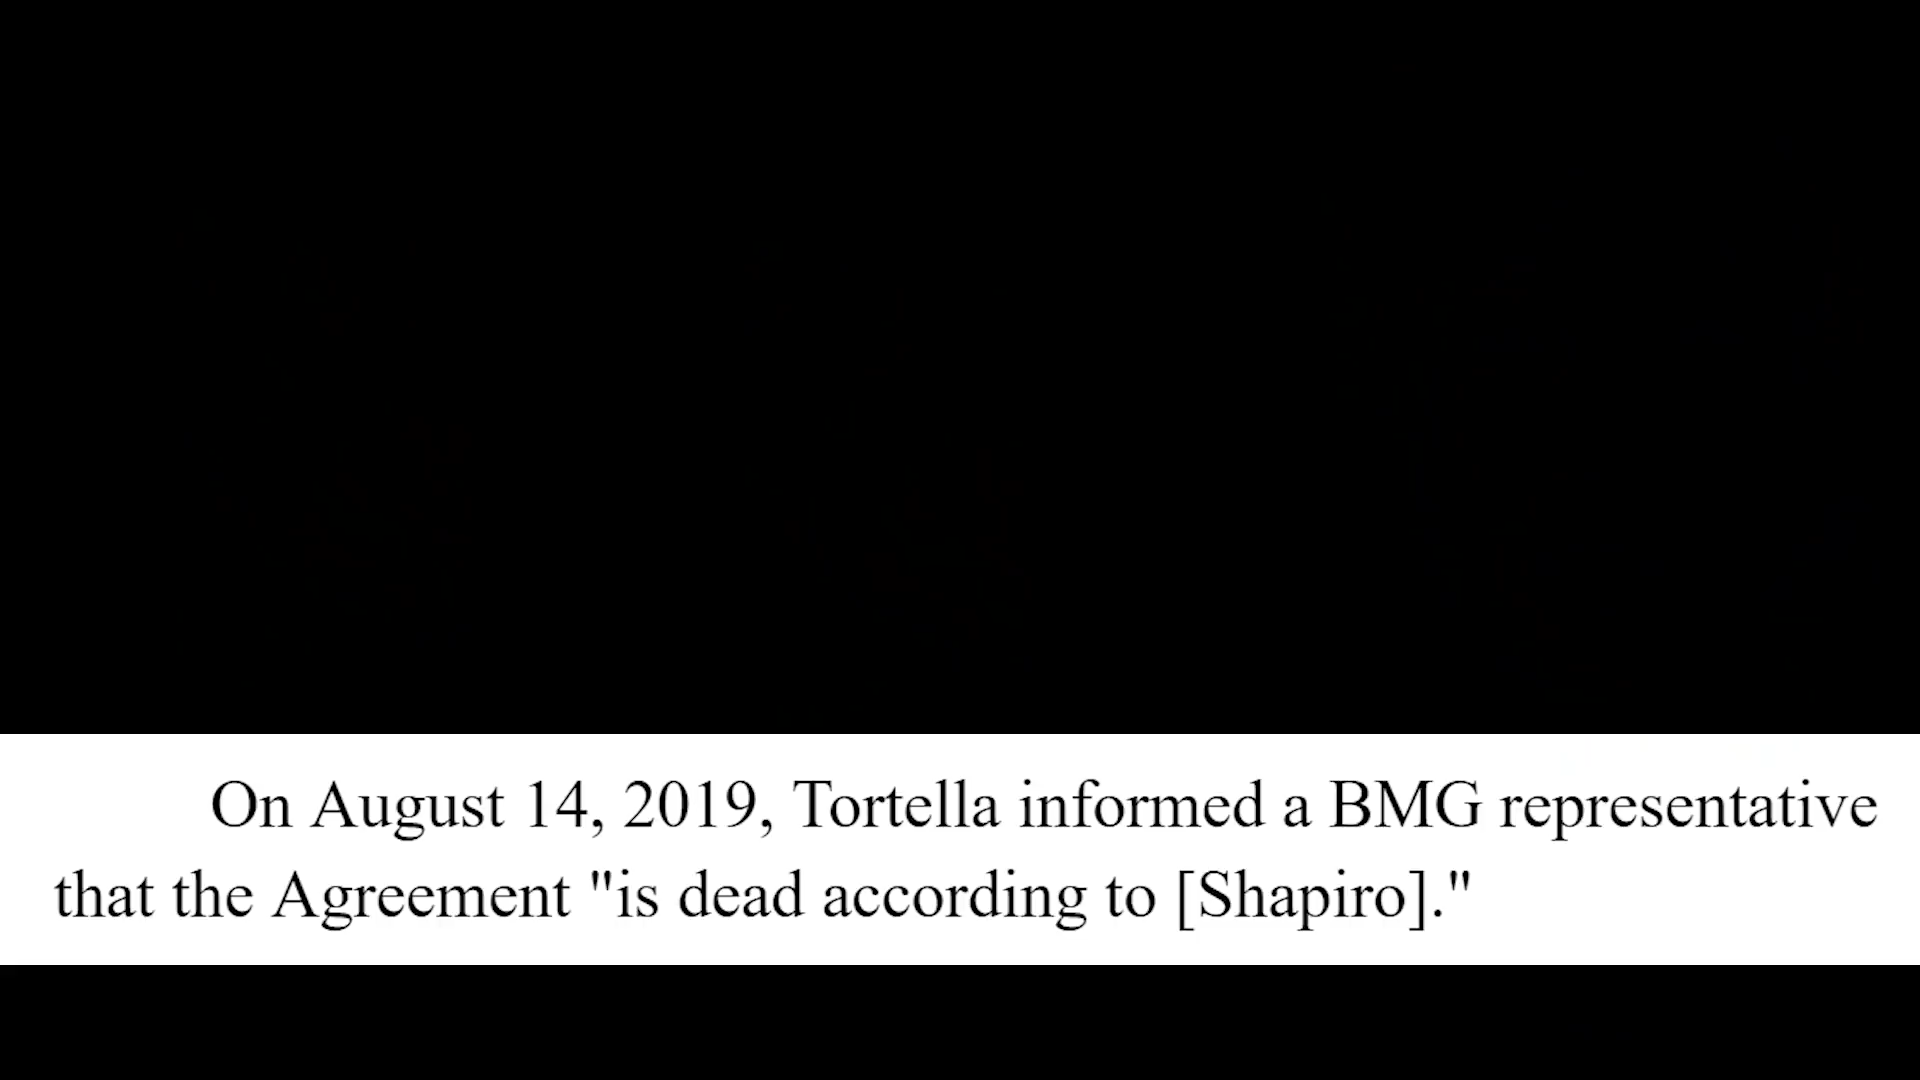 On August 14, 2019, Tortella informed a BMG representative
that the Agreement "is dead according to [Shapiro]."